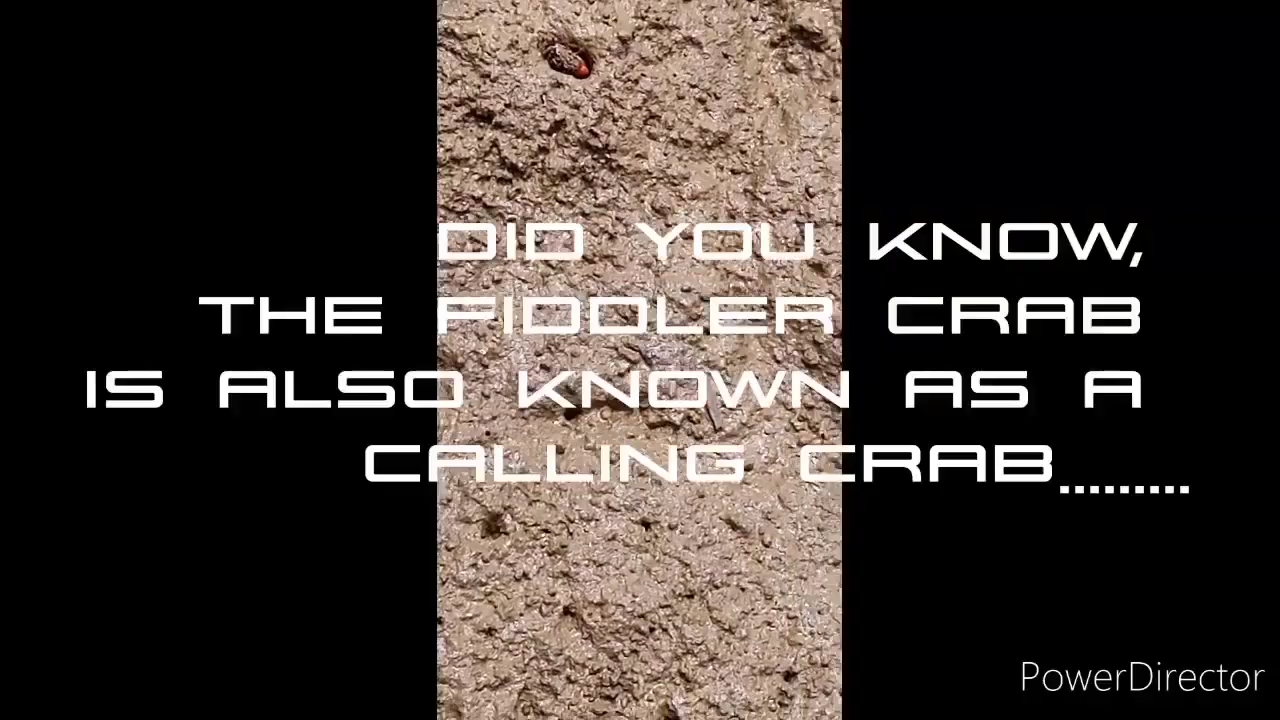 DID YOU KNOW,
THE FIDDLER CRAB
IS ALSO KNOWN AS A
CALLING CRAB.........
PowerDirector